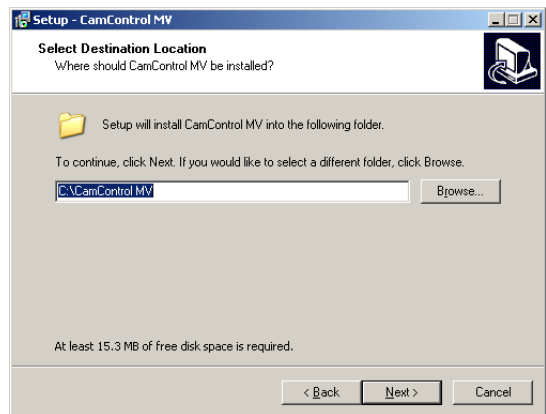 Setup - CamControl MV
Select Destination Location
Where should CamControl MV be installed?
Setup will install CamControl MV into the following folder.
To continue, click Next. If you would like to select a different folder, click Browse.
C:\CamControl MV
Browse...
At least 15.3 MB of free disk space is required.
< Back
Next >
Cancel